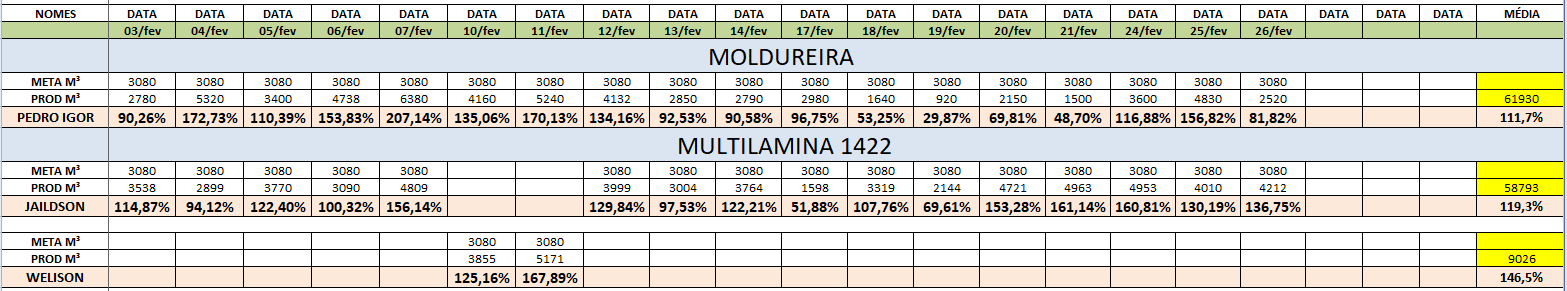 NOMES DATA DATA DATA DATA DATA DATA DATA DATA DATA DATA DATA DATA DATA DATA DATA DATA DATA DATA DATA DATA DATA MÉDIA
03/fev 04/fev 05/fev 06/fev 07/fev 10/fev 11/fev 12/fev 13/fev 14/fev 17/fev 18/fev 19/fev 20/fev 21/fev 24/fev 25/fev 26/fev
MOLDUREIRA
META M³ 3080 3080 3080 3080 3080 3080 3080 3080 3080 3080 3080 3080 3080 3080 3080 3080 3080 3080
PROD M³ 2780 5320 3400 4738 6380 4160 5240 4132 2850 2790 2980 1640 920 2150 1500 3600 4830 2520 61930
PEDRO IGOR 90,26% 172,73% 110,39% 153,83% 207,14% 135,06% 170,13% 134,16% 92,53% 90,58% 96,75% 53,25% 29,87% 69,81% 48,70% 116,88% 156,82% 81,82% 111,7%
MULTILAMINA 1422
META M³ 3080 3080 3080 3080 3080 3080 3080 3080 3080 3080 3080 3080 3080 3080 3080 3080
PROD M³ 3538 2899 3770 3090 4809 3999 3004 3764 1598 3319 2144 4721 4963 4953 4010 4212 58793
JAILDSON 114,87% 94,12% 122,40% 100,32% 156,14% 129,84% 97,53% 122,21% 51,88% 107,76% 69,61% 153,28% 161,14% 160,81% 130,19% 136,75% 119,3%
META M³ 3080 3080
PROD M³ 3855 5171 9026
WELISON 125,16% 167,89% 146,5%